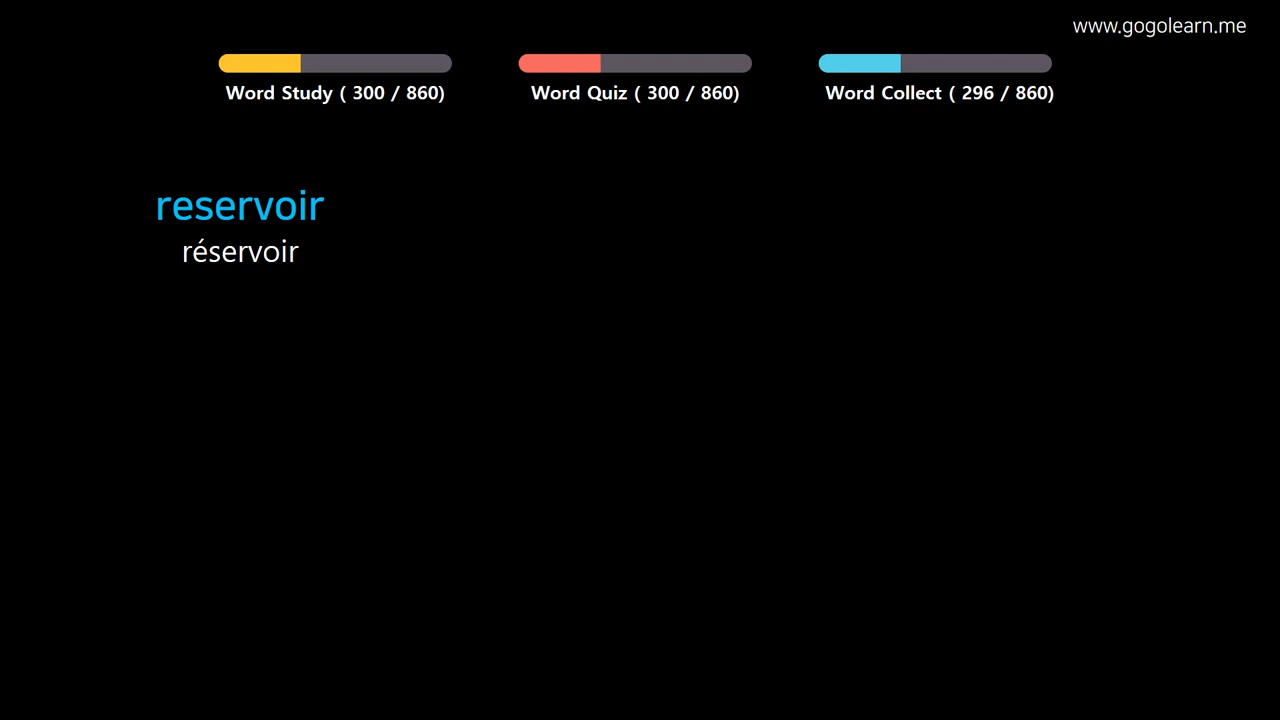 www.gogolearn.me
Word Study ( 300 / 860)
Word Quiz ( 300 / 860)
Word Collect ( 296 / 860)
reservoir
réservoir